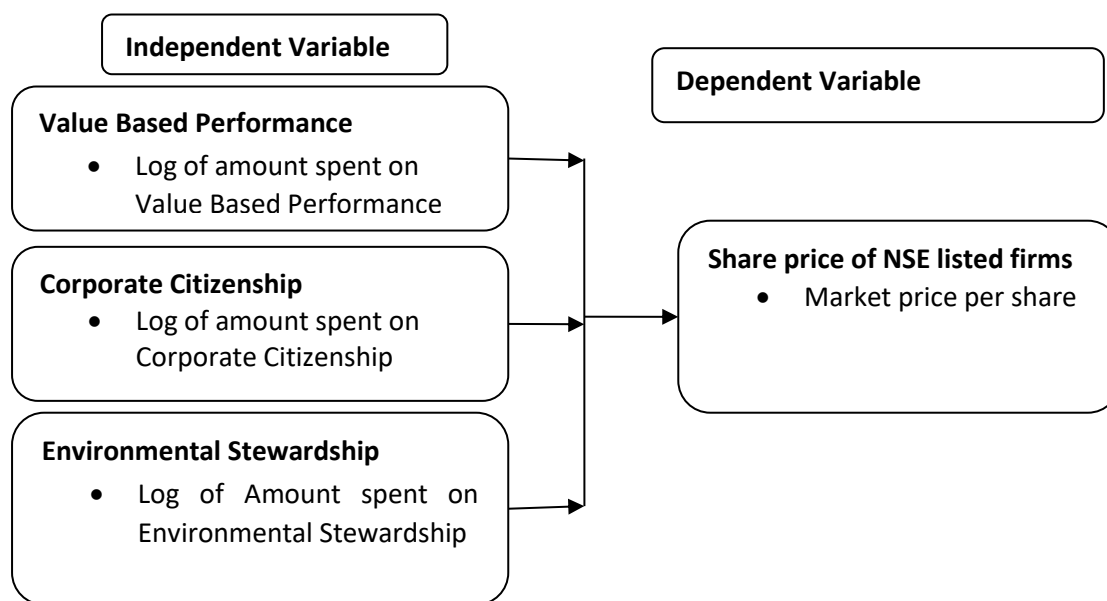 Independent Variable
Dependent Variable
Value Based Performance
• Log of amount spent on
Value Based Performance
Corporate Citizenship
• Log of amount spent on
Corporate Citizenship
Environmental Stewardship
• Log of Amount spent on
Environmental Stewardship
Share price of NSE listed firms
• Market price per share